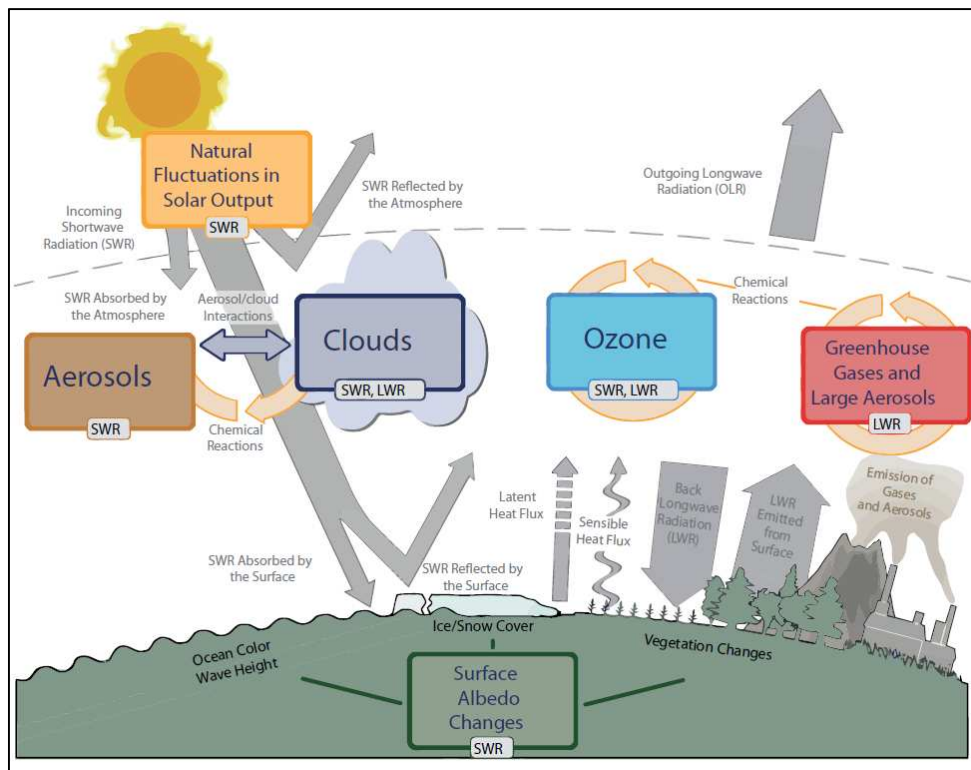 Natural
Fluctuations in
Solar Output
SWR
SWR Reflected by
the Atmosphere
Outgoing Longwave
Radiation (OLR)
Incoming
Shortwave
Radiation (SWR)
SWR Absorbed by
the Atmosphere
Aerosol/cloud
Interactions
Chemical
Reactions
Aerosols
SWR
Clouds
SWR, LWR
Ozone
SWR, LWR
Greenhouse
Gases and
Large Aerosols
LWR
Chemical
Reactions
Latent
Heat Flux
Sensible
Heat Flux
Back
Longwave
Radiation
(LWR)
LWR
Emitted
from
Surface
Emission of
Gases
and Aerosols
SWR Absorbed by
the Surface
SWR Reflected by
the Surface
Ice/Snow Cover
Ocean Color
Wave Height
Vegetation Changes
Surface
Albedo
Changes
SWR